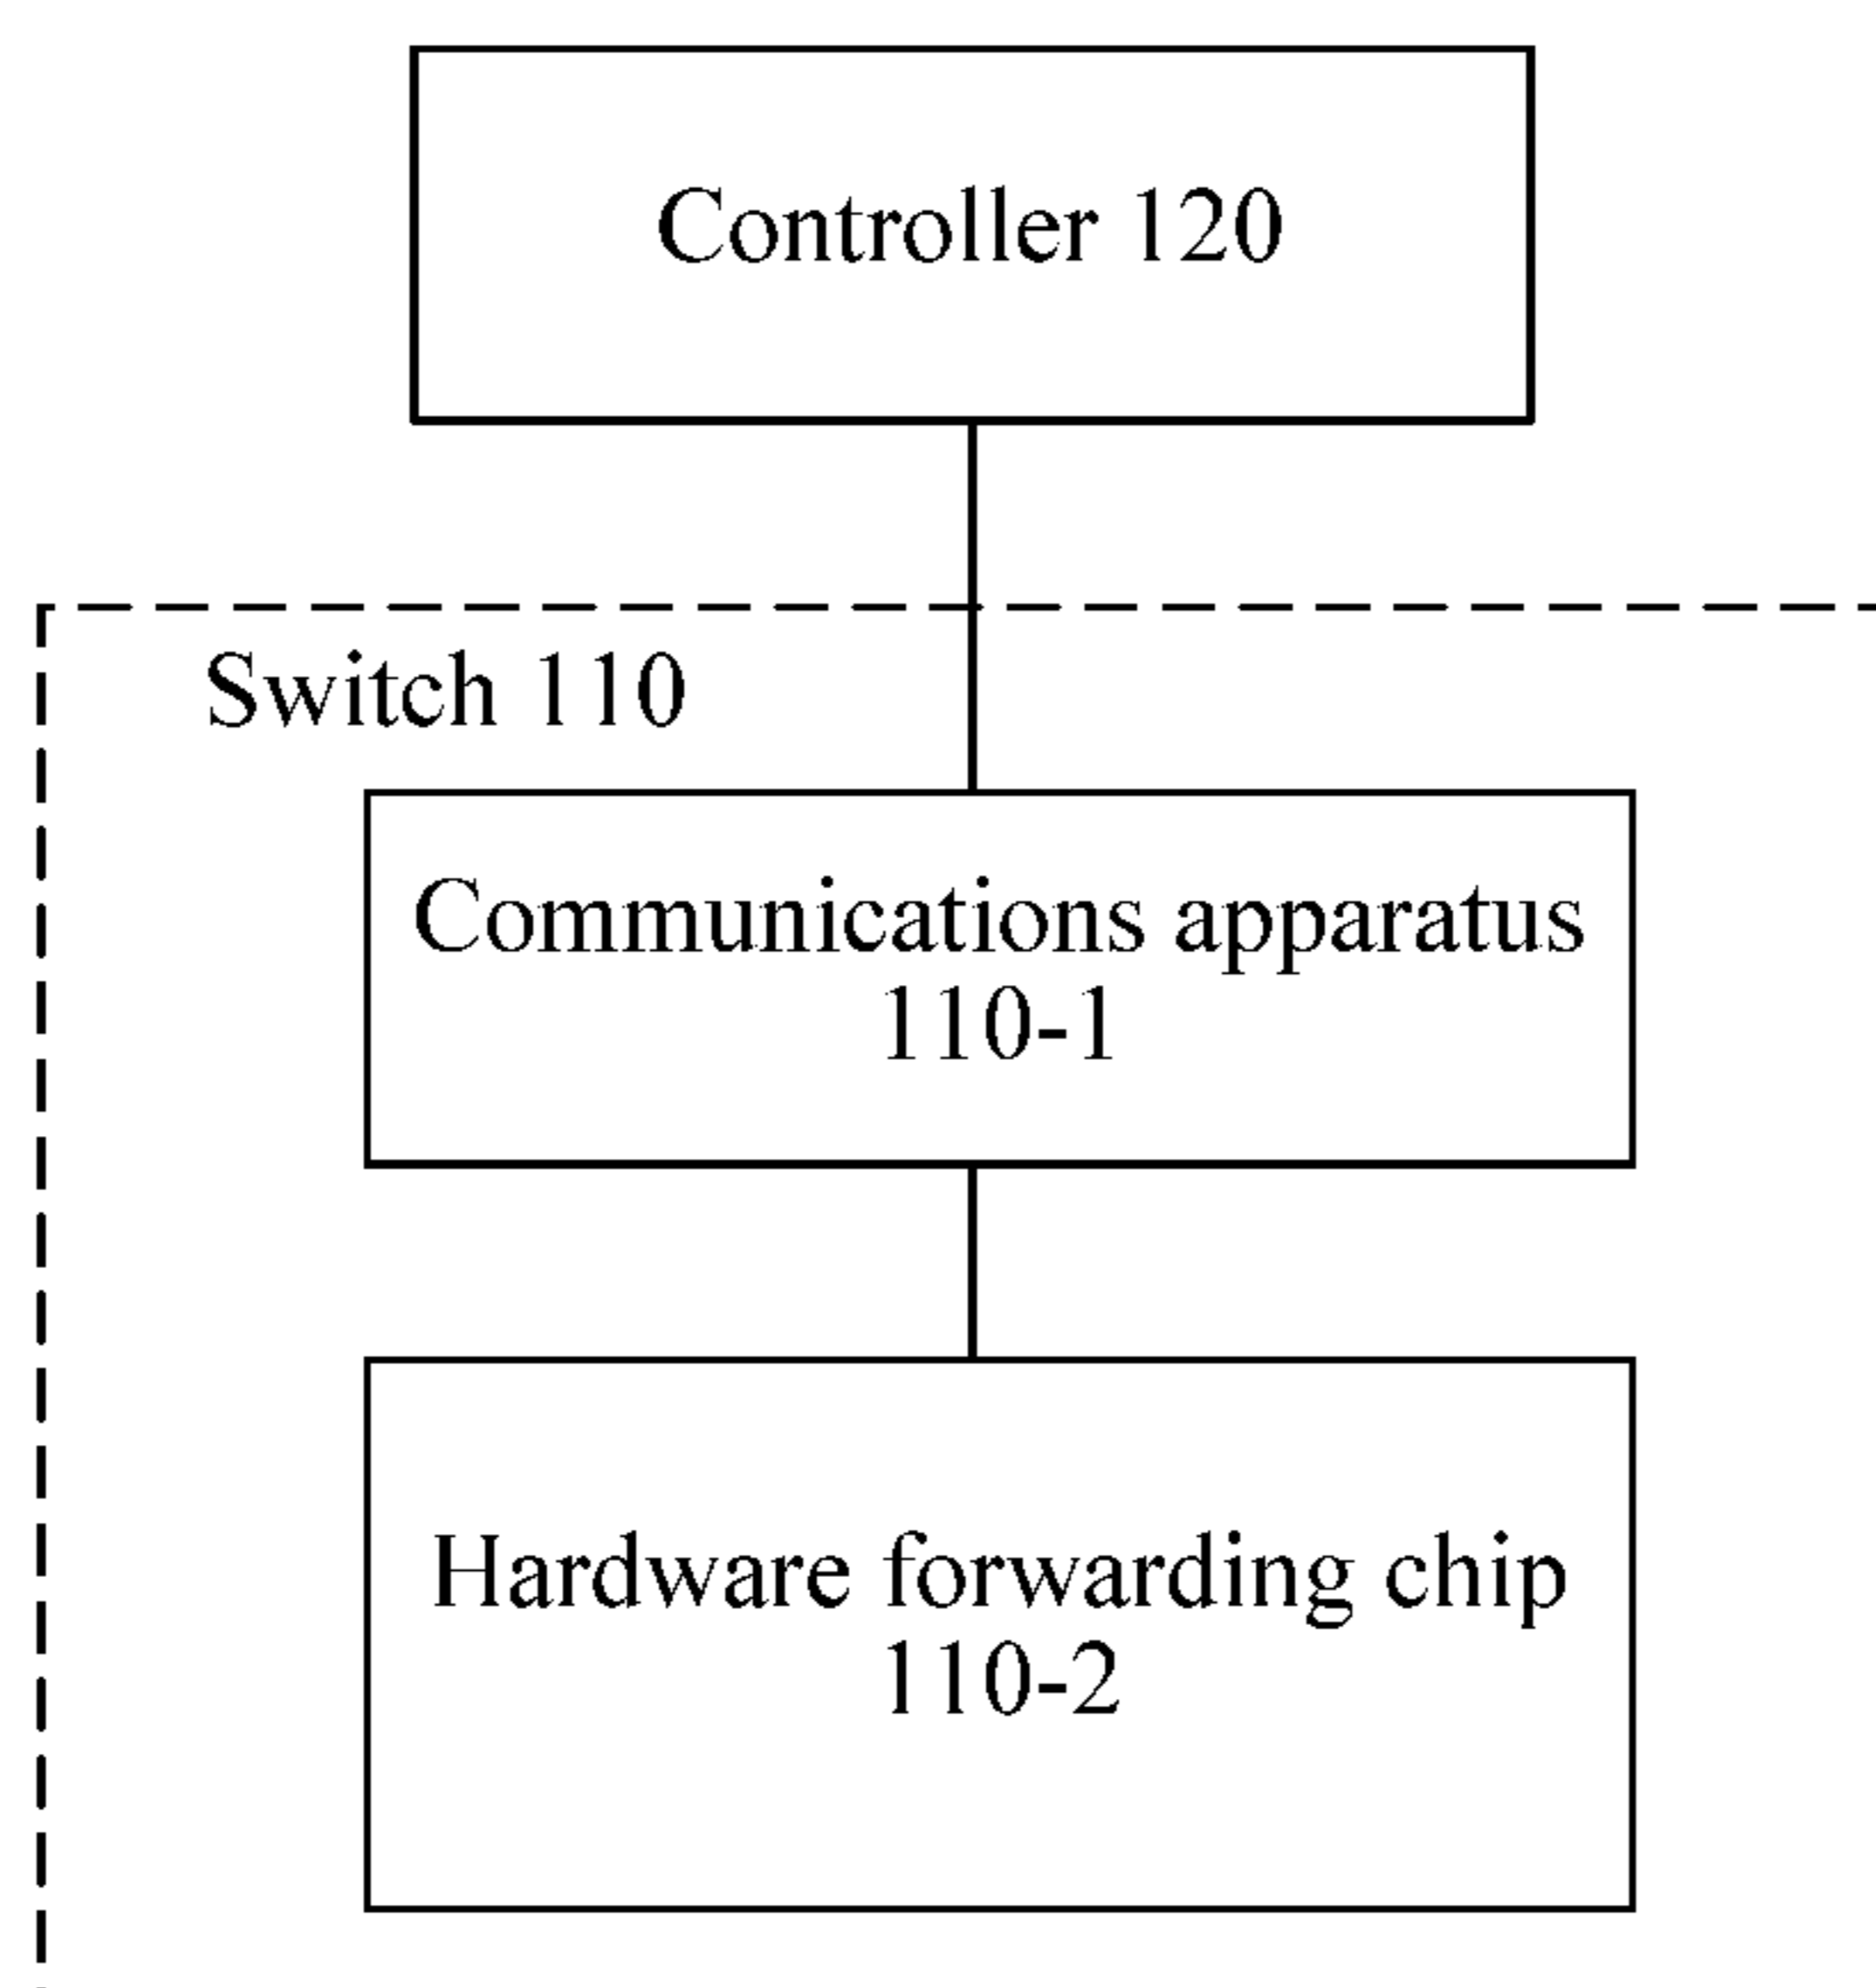 Controller 120
Switch 110
Communications apparatus
110-1
Hardware forwarding chip
110-2